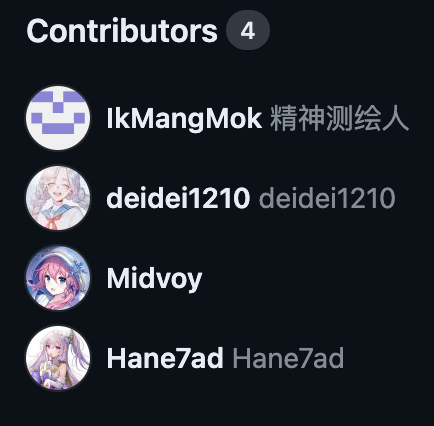 Contributors 4
IkMangMok 精神测绘人
deidei1210 deidei1210
Midvoy
Hane7ad Hane7ad